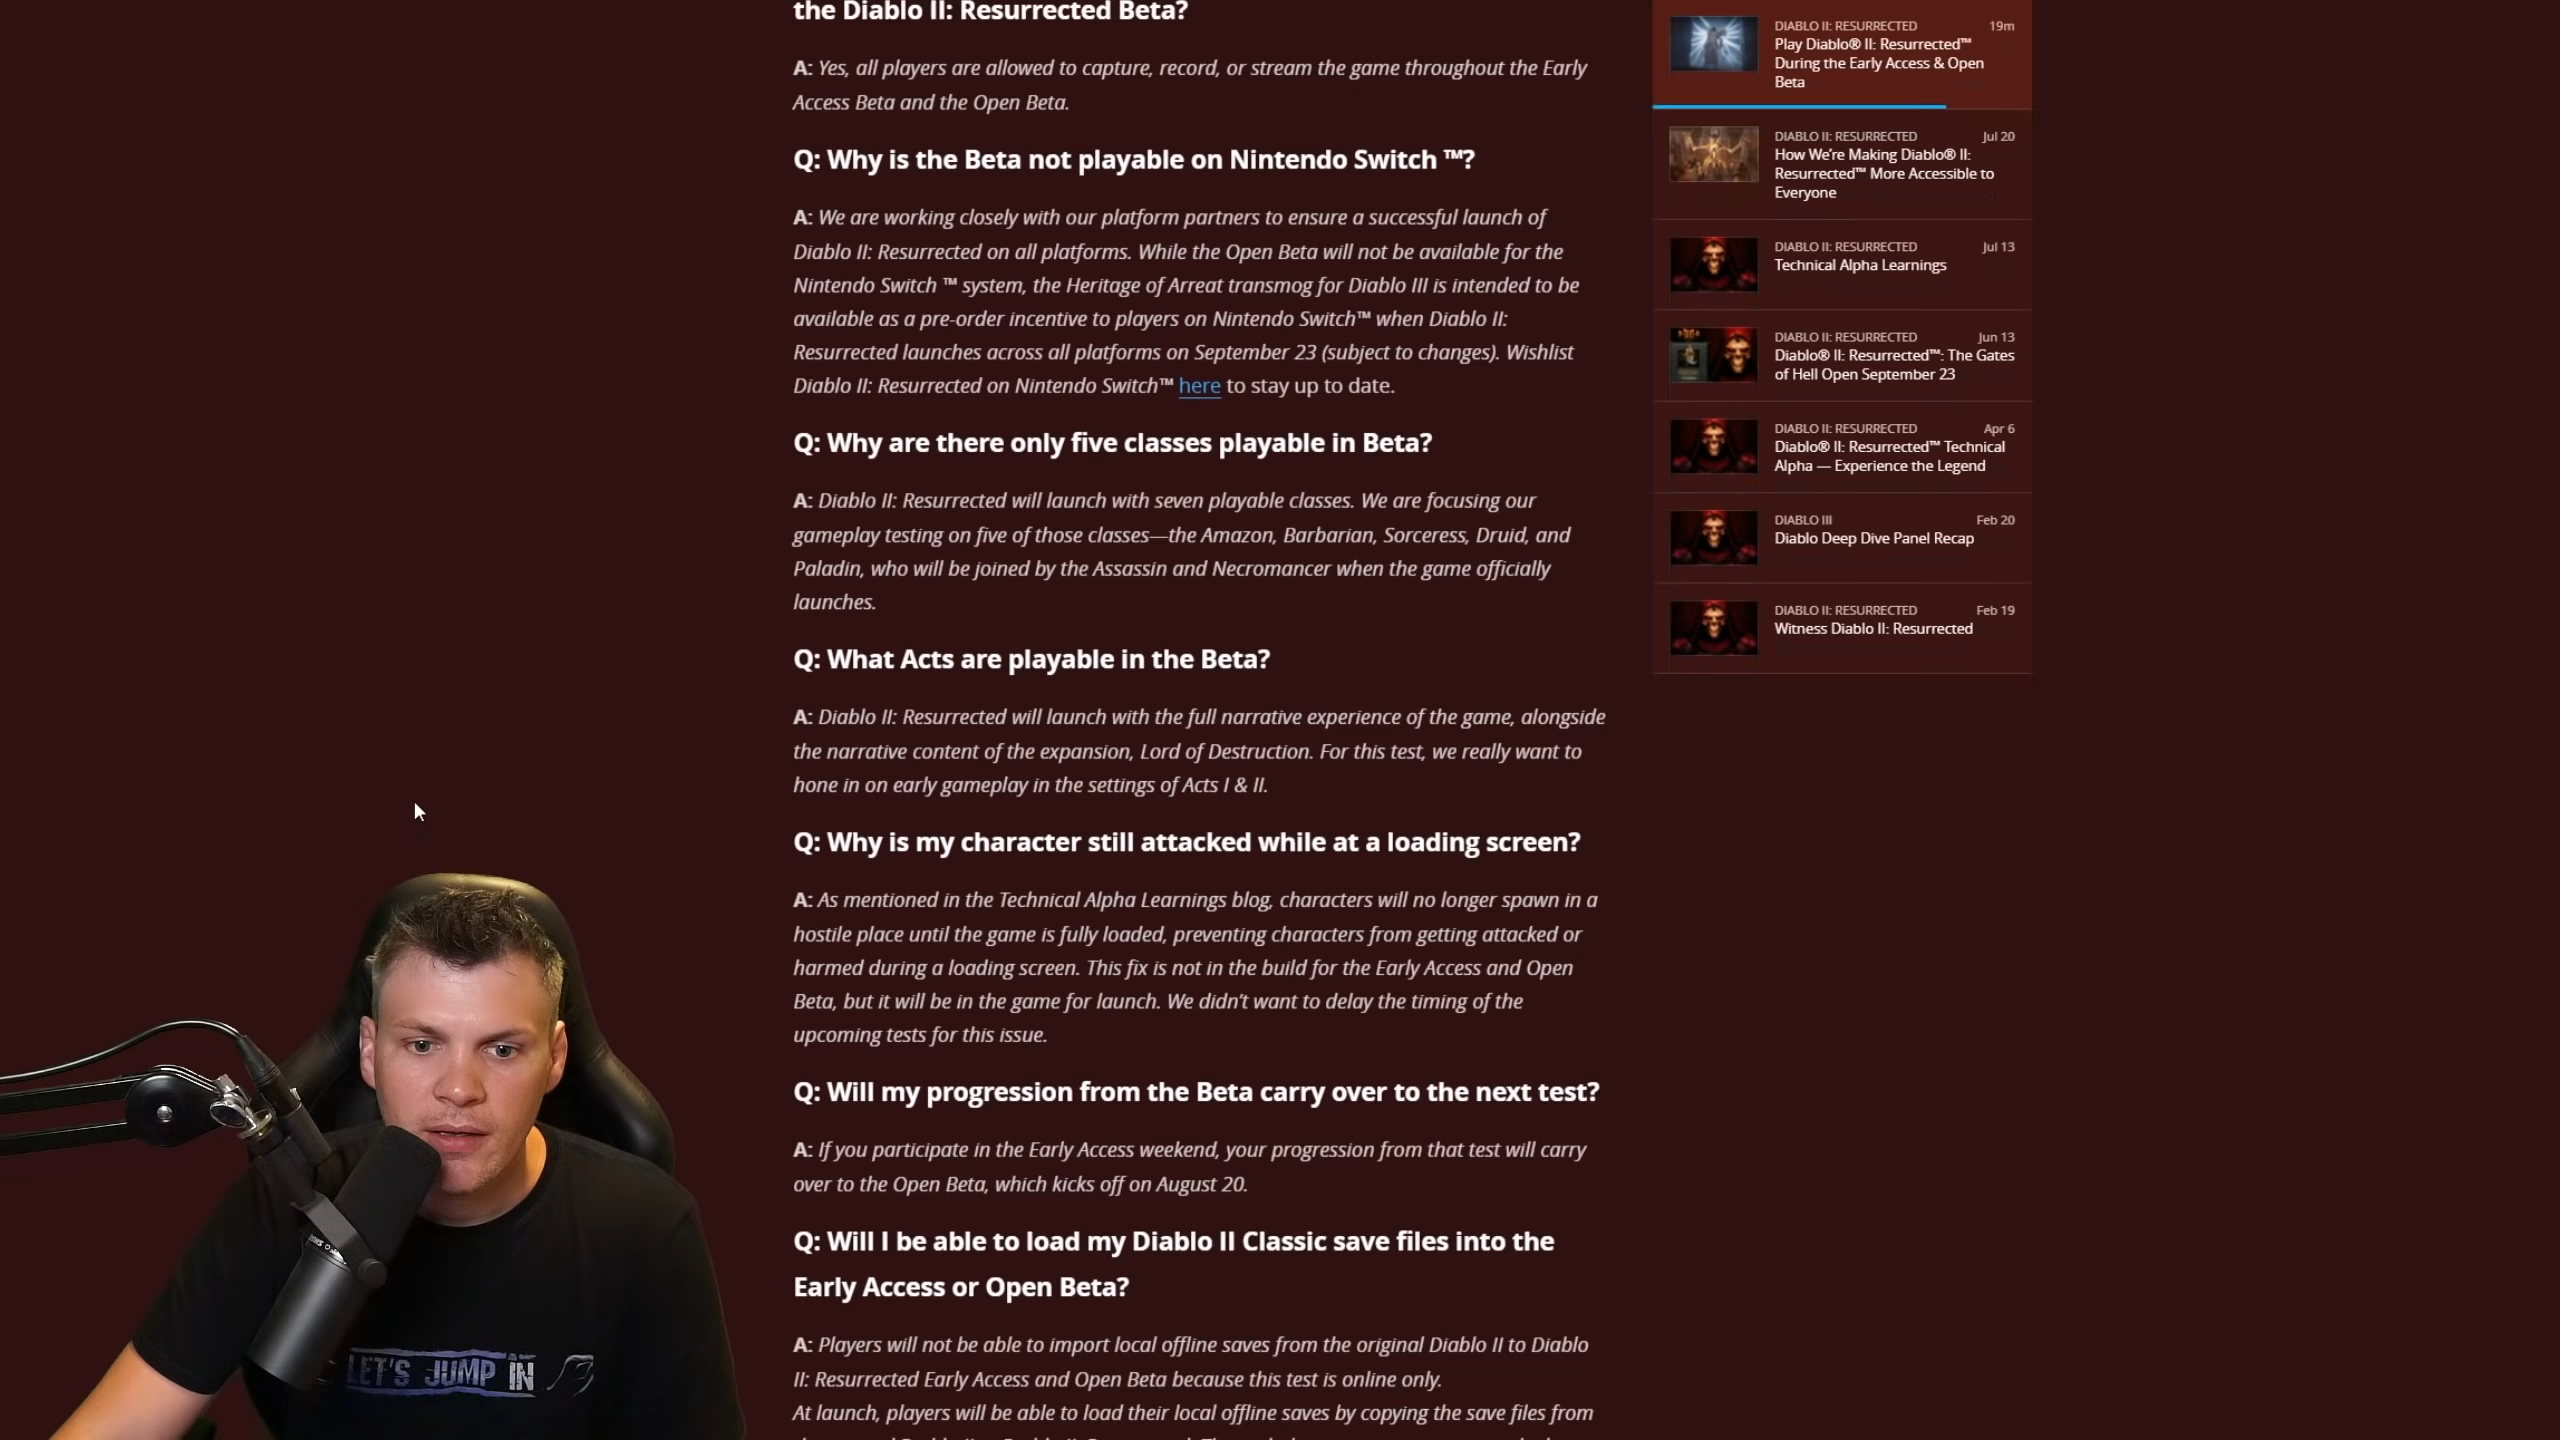 the Diablo II: Resurrected Beta?
A: Yes, all players are allowed to capture, record, or stream the game throughout the Early
Access Beta and the Open Beta.
Q: Why is the Beta not playable on Nintendo Switch ™?
A: We are working closely with our platform partners to ensure a successful launch of
Diablo II: Resurrected on all platforms. While the Open Beta will not be available for the
Nintendo Switch ™ system, the Heritage of Arreat transmog for Diablo III is intended to be
available as a pre-order incentive to players on Nintendo Switch™ when Diablo II:
Resurrected launches across all platforms on September 23 (subject to changes). Wishlist
Diablo II: Resurrected on Nintendo Switch™ here to stay up to date.
Q: Why are there only five classes playable in Beta?
A: Diablo II: Resurrected will launch with seven playable classes. We are focusing our
gameplay testing on five of those classes—the Amazon, Barbarian, Sorceress, Druid, and
Paladin, who will be joined by the Assassin and Necromancer when the game officially
launches.
Q: What Acts are playable in the Beta?
A: Diablo II: Resurrected will launch with the full narrative experience of the game, alongside
the narrative content of the expansion, Lord of Destruction. For this test, we really want to
hone in on early gameplay in the settings of Acts I & II.
Q: Why is my character still attacked while at a loading screen?
A: As mentioned in the Technical Alpha Learnings blog, characters will no longer spawn in a
hostile place until the game is fully loaded, preventing characters from getting attacked or
harmed during a loading screen. This fix is not in the build for the Early Access and Open
Beta, but it will be in the game for launch. We didn't want to delay the timing of the
upcoming tests for this issue.
Q: Will my progression from the Beta carry over to the next test?
A: If you participate in the Early Access weekend, your progression from that test will carry
over to the Open Beta, which kicks off on August 20.
Q: Will I be able to load my Diablo II Classic save files into the
Early Access or Open Beta?
A: Players will not be able to import local offline saves from the original Diablo II to Diablo
II: Resurrected Early Access and Open Beta because this test is online only.
At launch, players will be able to load their local offline saves by copying the save files from
DIABLO II: RESURRECTED 19m
Play Diablo® II: Resurrected™
During the Early Access & Open
Beta
DIABLO II: RESURRECTED Jul 20
How We're Making Diablo® II:
Resurrected™ More Accessible to
Everyone
DIABLO II: RESURRECTED Jul 13
Technical Alpha Learnings
DIABLO II: RESURRECTED Jun 13
Diablo® II: Resurrected™: The Gates
of Hell Open September 23
DIABLO II: RESURRECTED Apr 6
Diablo® II: Resurrected™ Technical
Alpha — Experience the Legend
DIABLO III Feb 20
Diablo Deep Dive Panel Recap
DIABLO II: RESURRECTED Feb 19
Witness Diablo II: Resurrected
LET'S JUMP IN